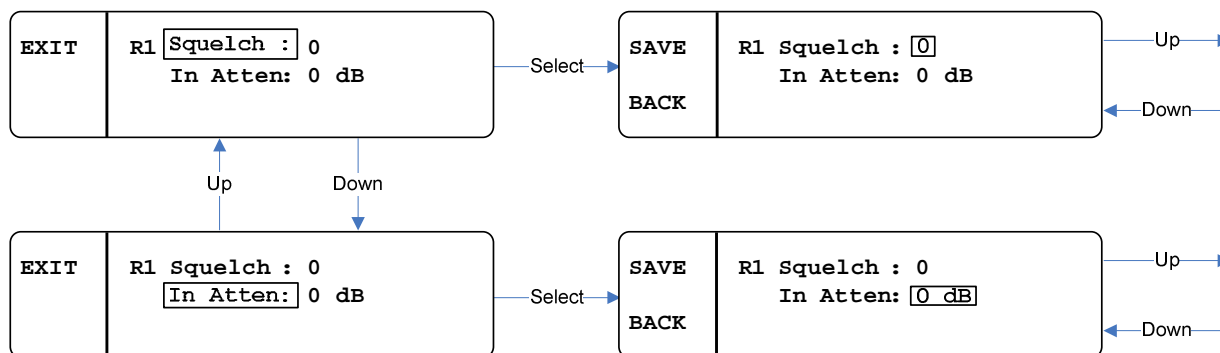 EXIT
R1 Squelch : 0
In Atten: 0 dB
Select
SAVE
R1 Squelch : 0
In Atten: 0 dB
BACK
Up
Down
Up
Down
EXIT
R1 Squelch : 0
In Atten: 0 dB
Select
SAVE
R1 Squelch : 0
In Atten: 0 dB
BACK
Up
Down